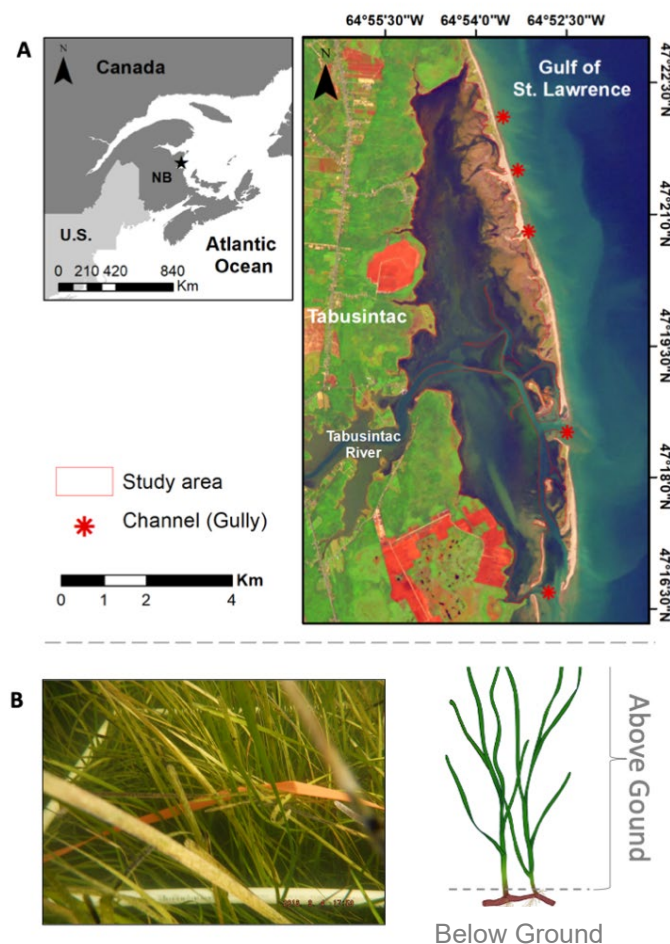 64°55'30"W 64°54'0"W 64°52'30"W
A
N
Canada
NB
U.S.
Atlantic
Ocean
0 210 420 840
Km
N
Gulf of
St. Lawrence
47°22'30"N
47°21'0"N
47°19'30"N
47°18'0"N
47°16'30"N
Tabusintac
Tabusintac
River
Study area
Channel (Gully)
Km
0 1 2 4
B
Above Gound
Below Ground